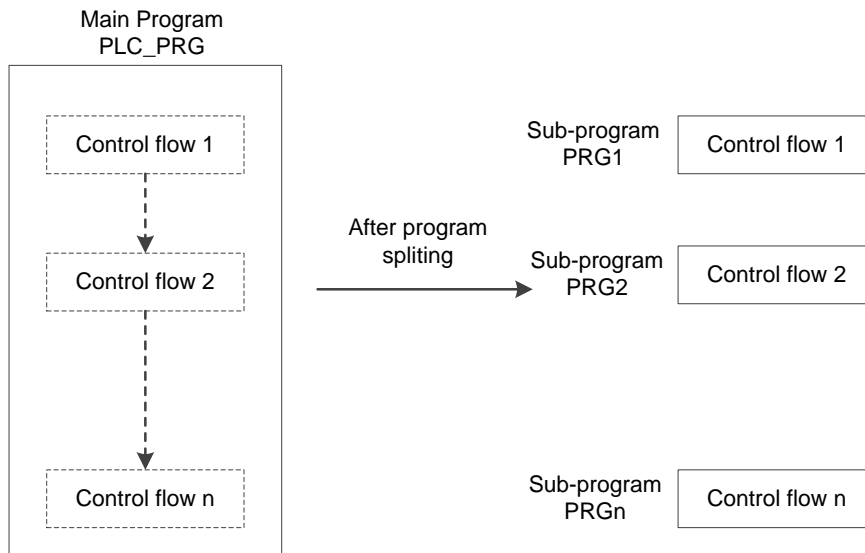 Main Program
PLC_PRG
Control flow 1
Control flow 2
Control flow n
After program
spliting
Sub-program
PRG1
Control flow 1
Sub-program
PRG2
Control flow 2
Sub-program
PRGn
Control flow n